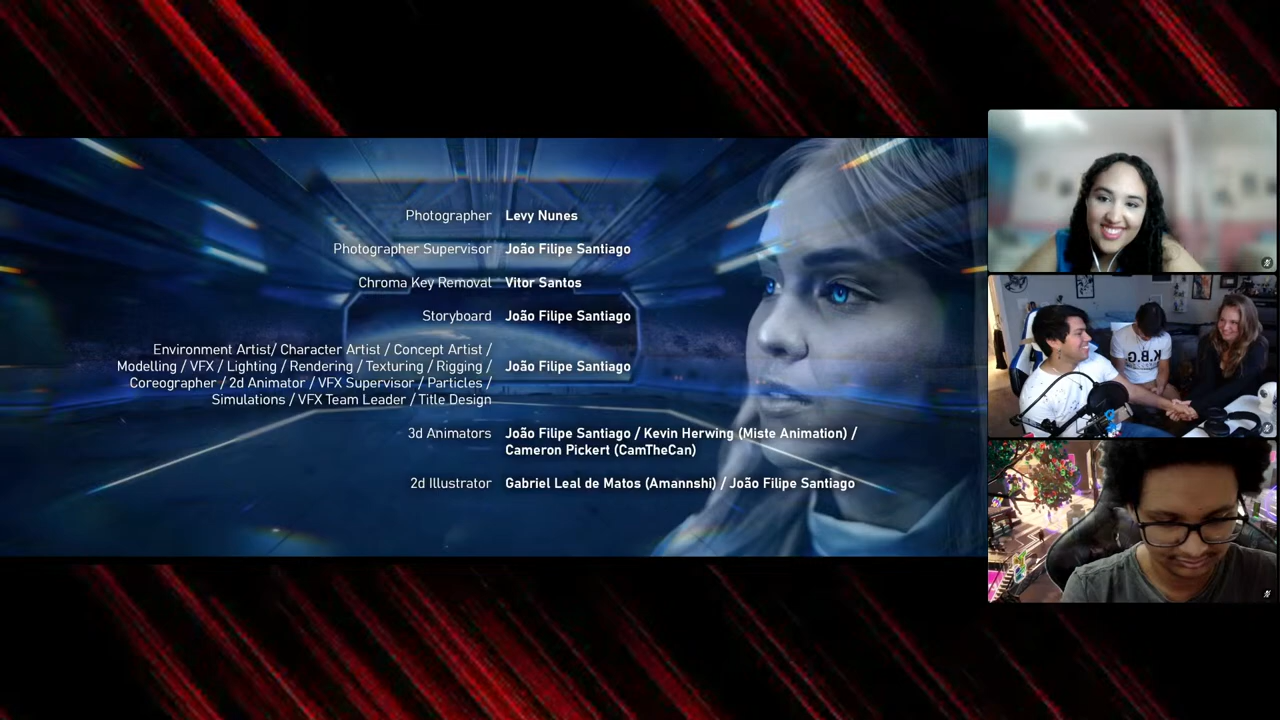 Photographer Levy Nunes
Photographer Supervisor João Filipe Santiago
Chroma Key Removal Vitor Santos
Storyboard João Filipe Santiago
Environment Artist/ Character Artist / Concept Artist /
Modelling / VFX / Lighting / Rendering / Texturing / Rigging / João Filipe Santiago
Coreographer / 2d Animator / VFX Supervisor / Particles /
Simulations / VFX Team Leader / Title Design
3d Animators João Filipe Santiago / Kevin Herwing (Miste Animation) /
Cameron Pickert (CamTheCan)
2d Illustrator Gabriel Leal de Matos (Amannshi) / João Filipe Santiago
K.B.G